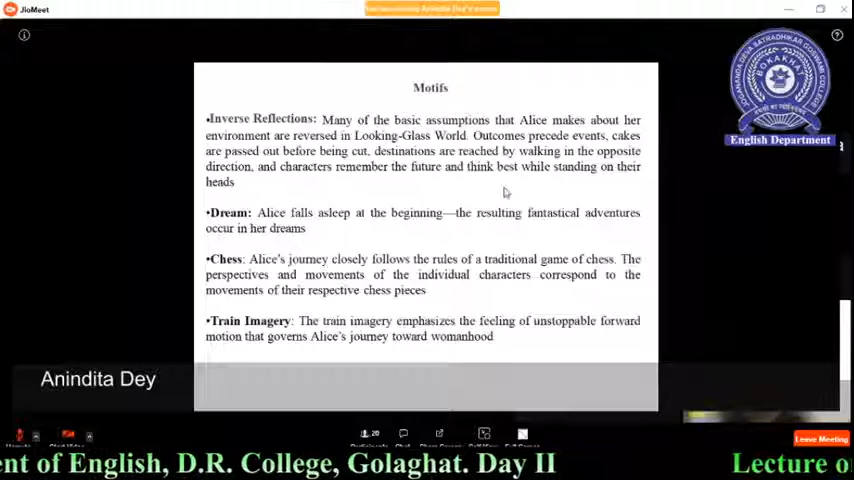 JioMeet
Motifs
•Inverse Reflections: Many of the basic assumptions that Alice makes about her
environment are reversed in Looking-Glass World. Outcomes precede events, cakes
are passed out before being cut, destinations are reached by walking in the opposite
direction, and characters remember the future and think best while standing on their
heads
•Dream: Alice falls asleep at the beginning—the resulting fantastical adventures
occur in her dreams
•Chess: Alice's journey closely follows the rules of a traditional game of chess. The
perspectives and movements of the individual characters correspond to the
movements of their respective chess pieces
•Train Imagery: The train imagery emphasizes the feeling of unstoppable forward
motion that governs Alice's journey toward womanhood
BOKAKHAT
English Department
Anindita Dey
20
Leave Meeting
ent of English, D.R. College, Golaghat. Day II
Lecture o